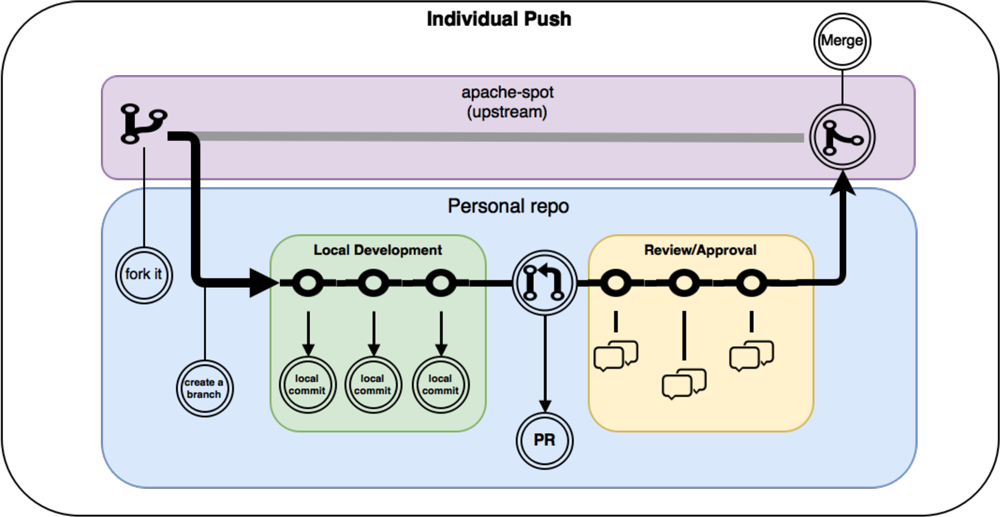 Individual Push
Merge
apache-spot
(upstream)
Personal repo
fork it
Local Development
Review/Approval
create a
branch
local
commit
local
commit
local
commit
PR